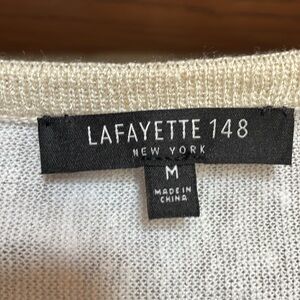 LAFAYETTE 148
NEW YORK
M
MADE IN
CHINA